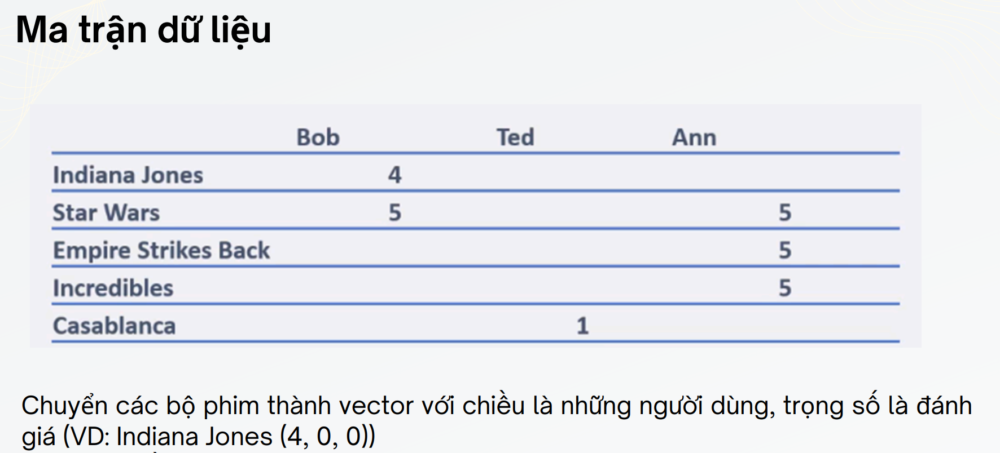 Ma trận dữ liệu
Bob Ted Ann
Indiana Jones 4
Star Wars 5 5
Empire Strikes Back 5
Incredibles 5
Casablanca 1
Chuyển các bộ phim thành vector với chiều là những người dùng, trọng số là đánh
giá (VD: Indiana Jones (4, 0, 0))